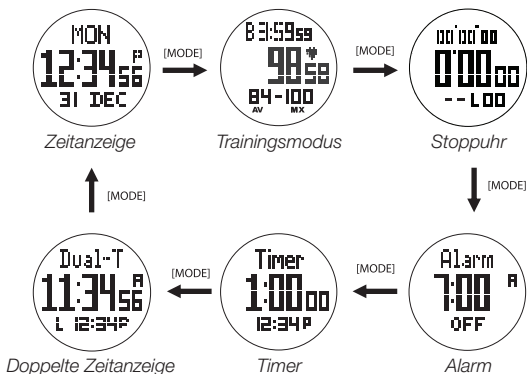 MON
12:34 56 P
31 DEC
Zeitanzeige
[MODE]
B 3:59 59
98 58
84-100
AV MX
Trainingsmodus
[MODE]
00'00'00
0'00 00
--L00
Stoppuhr
[MODE]
[MODE]
Dual-T
11:34 56 A
L 12:34 P
Doppelte Zeitanzeige
[MODE]
Timer
1:00 00
12:34 P
Timer
[MODE]
Alarm
7:00 A
OFF
Alarm